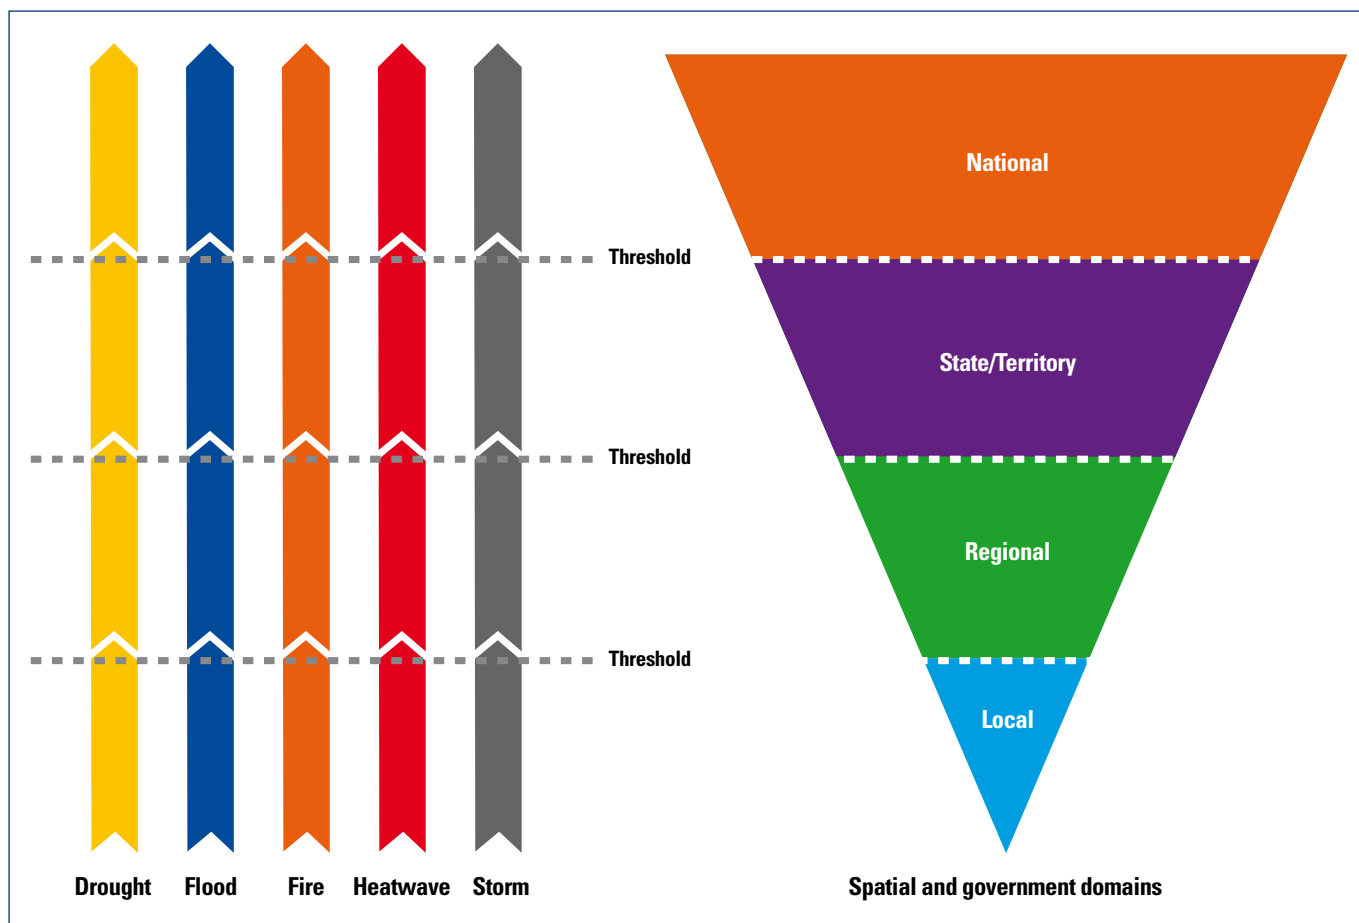 National
Threshold
State/Territory
Threshold
Regional
Threshold
Local
Drought Flood Fire Heatwave Storm
Spatial and government domains